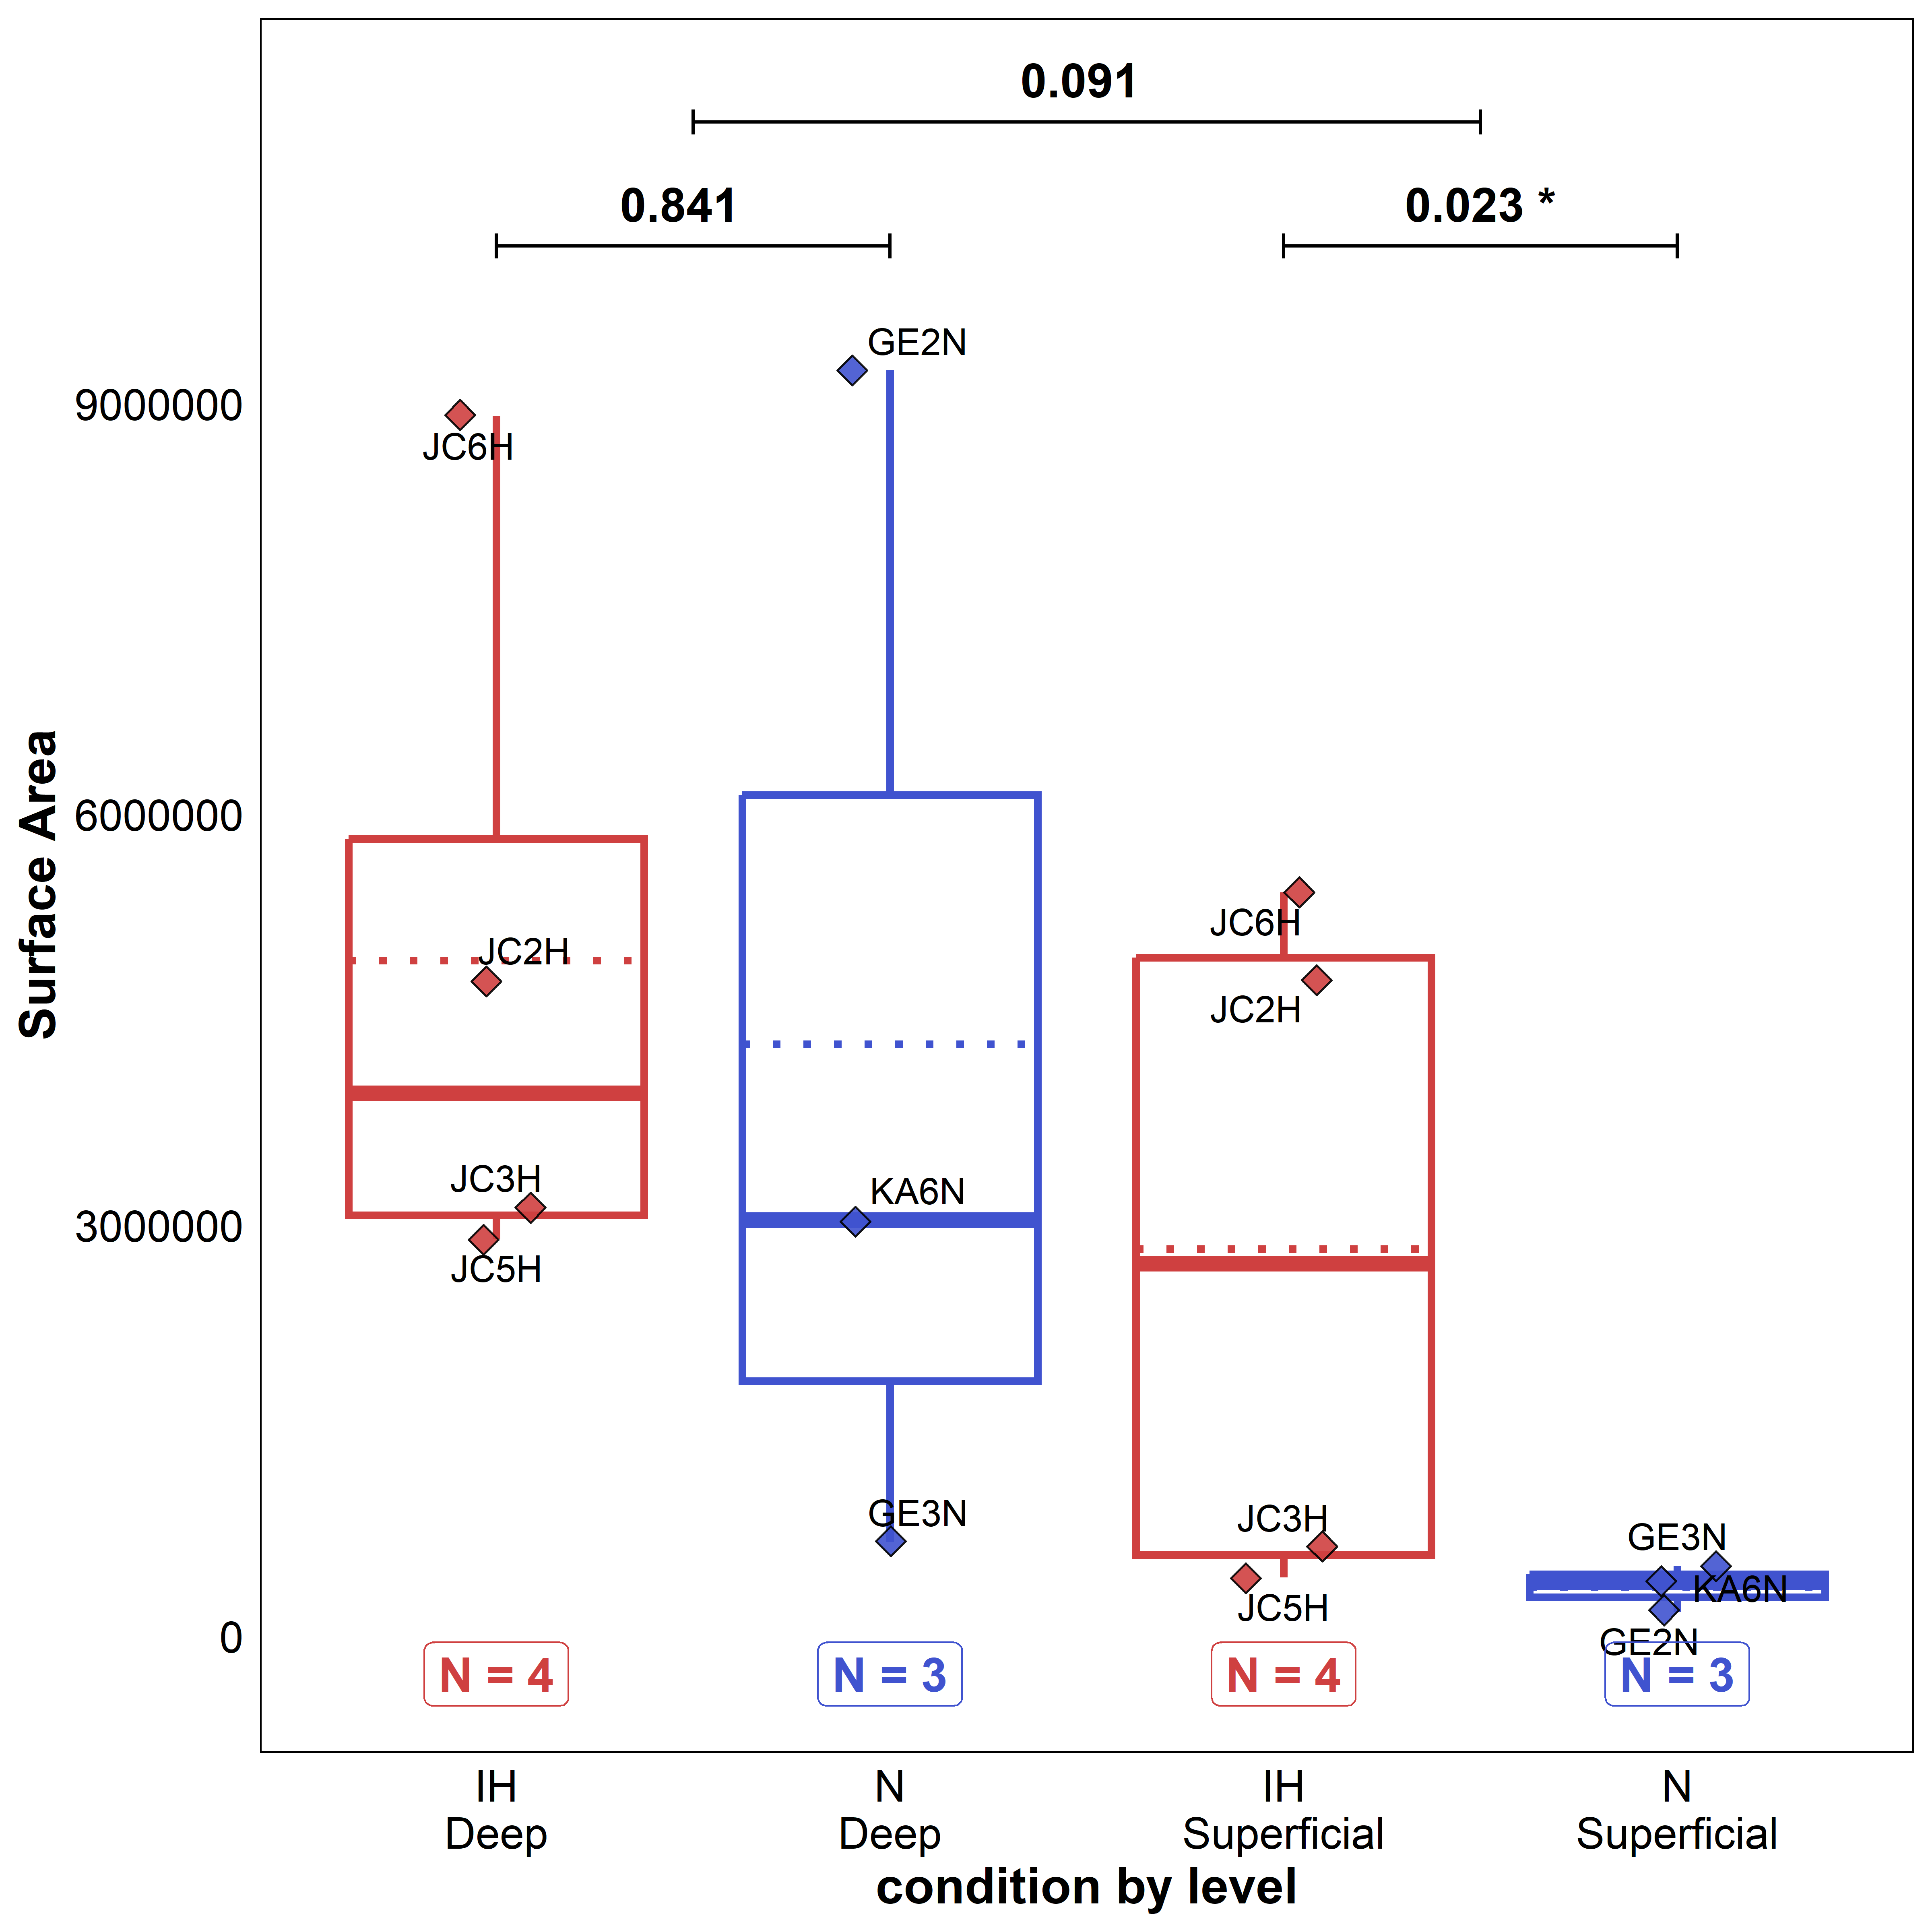 0.091
0.841
0.023 *
GE2N
9000000
JC6H
6000000
JC6H
JC2H
JC2H
Surface Area
JC3H
KA6N
3000000
JC5H
GE3N
JC3H
GE3N
KA6N
JC5H
GE2N
0
N = 4
N = 3
N = 4
N = 3
IH
Deep
N
Deep
IH
Superficial
N
Superficial
condition by level